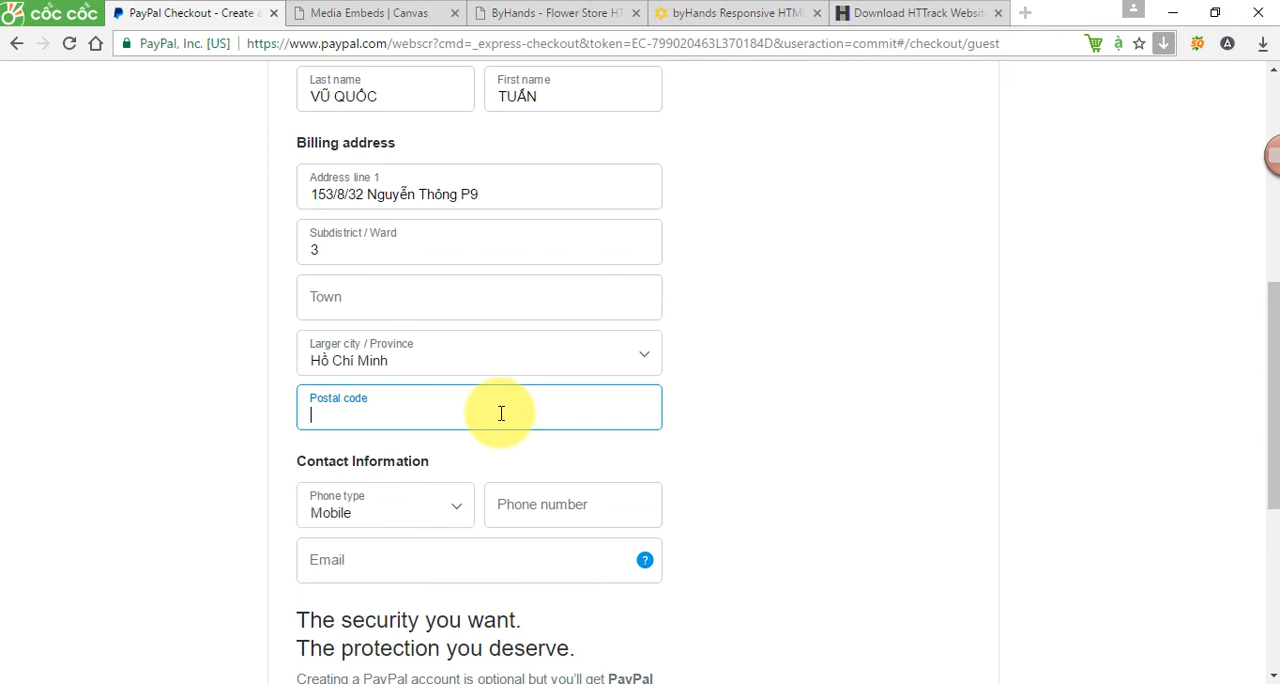 cốc cốc
PayPal Checkout - Create a
Media Embeds | Canvas
ByHands - Flower Store HT
byHands Responsive HTML
Download HTTrack Websit
PayPal, Inc. [US]
https://www.paypal.com/webscr?cmd=_express-checkout&token=EC-799020463L370184D&useraction=commit#/checkout/guest
Last name
VŨ QUỐC
First name
TUẤN
Billing address
Address line 1
153/8/32 Nguyễn Thông P9
Subdistrict / Ward
3
Town
Larger city / Province
Hồ Chí Minh
Postal code
Contact Information
Phone type
Mobile
Phone number
Email
?
The security you want.
The protection you deserve.
Creating a PayPal account is optional but you'll get PayPal